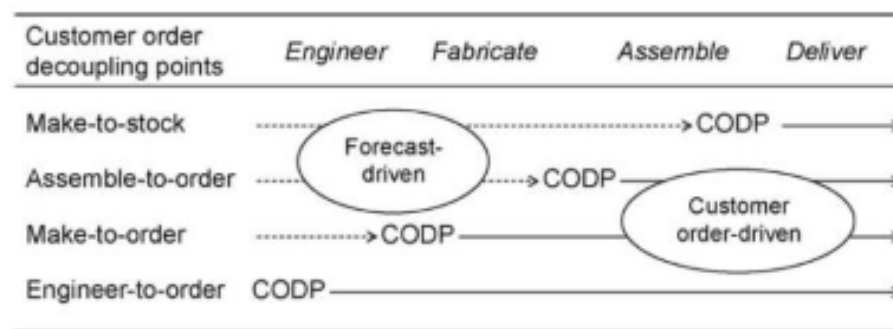 Customer order
decoupling points
Engineer Fabricate Assemble Deliver
Make-to-stock CODP
Forecast-
driven
Assemble-to-order CODP
Customer
order-driven
Make-to-order CODP
Engineer-to-order CODP